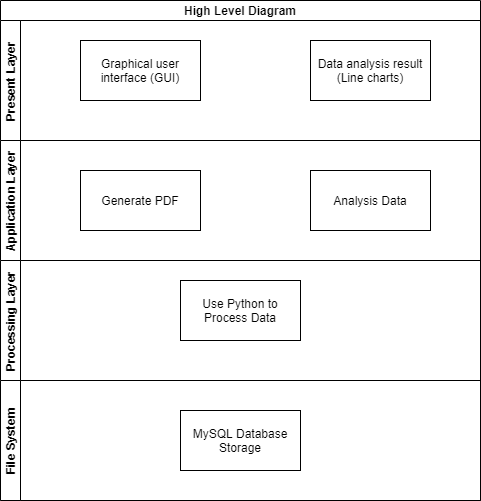 High Level Diagram
Present Layer
Graphical user
interface (GUI)
Data analysis result
(Line charts)
Application Layer
Generate PDF
Analysis Data
Processing Layer
Use Python to
Process Data
File System
MySQL Database
Storage